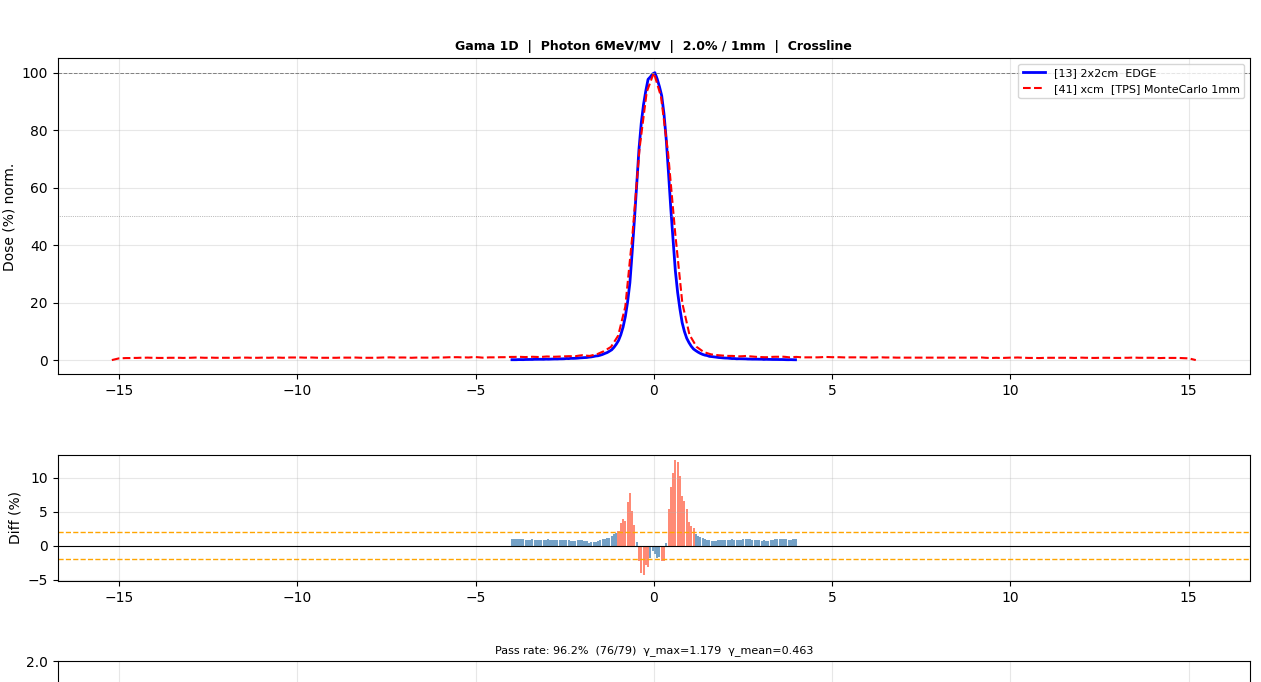 Gama 1D | Photon 6MeV/MV | 2.0% / 1mm | Crossline
[13] 2x2cm EDGE
[41] xcm [TPS] MonteCarlo 1mm
Dose (%) norm.
100
80
60
40
20
0
−15 −10 −5 0 5 10 15
Diff (%)
10
5
0
−5
−15 −10 −5 0 5 10 15
Pass rate: 96.2% (76/79) γ_max=1.179 γ_mean=0.463
2.0